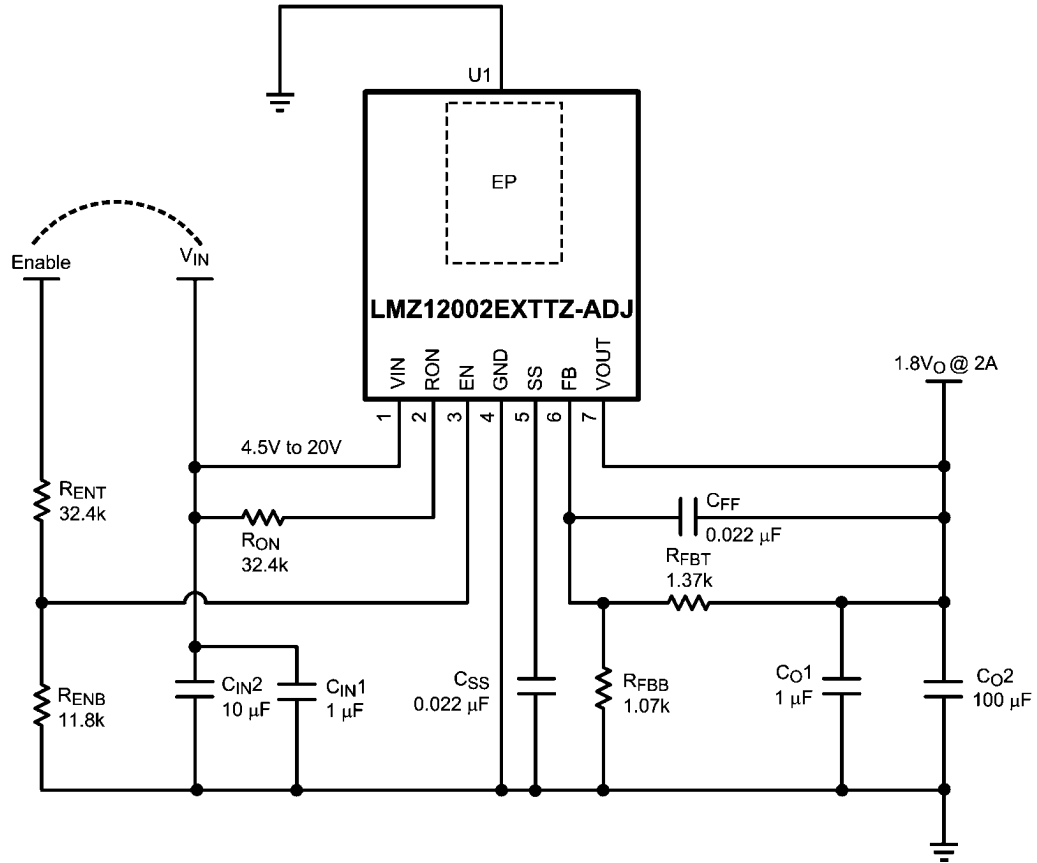 U1
EP
Enable
VIN
LMZ12002EXTTZ-ADJ
VIN
RON
EN
GND
SS
FB
VOUT
1
2
3
4
5
6
7
1.8VO @ 2A
4.5V to 20V
RENT
32.4k
RON
32.4k
CFF
0.022 µF
RFBT
1.37k
RENB
11.8k
CIN2
10 µF
CIN1
1 µF
CSS
0.022 µF
RFBB
1.07k
CO1
1 µF
CO2
100 µF